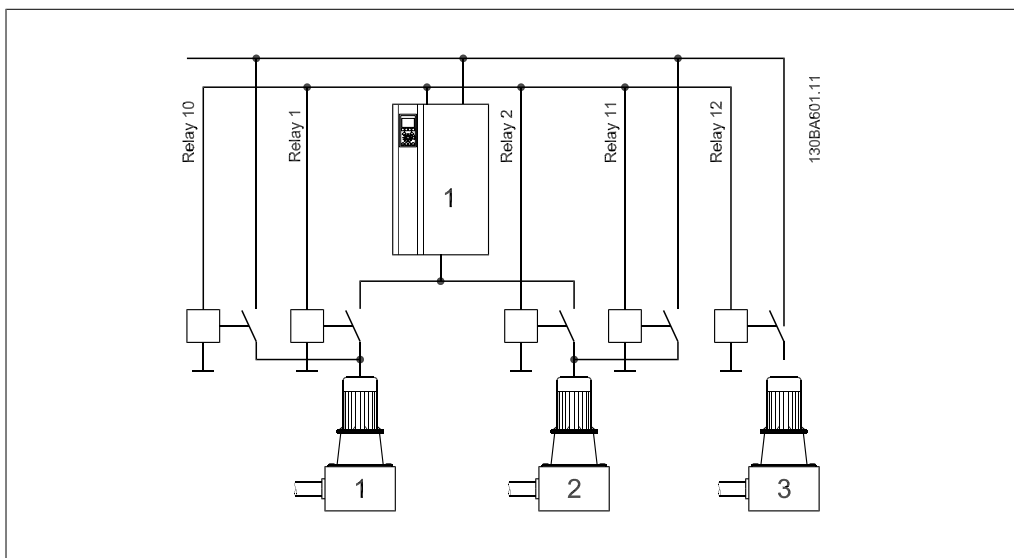 Relay 10
Relay 1
Relay 2
Relay 11
Relay 12
130BA601.11
1
1
2
3